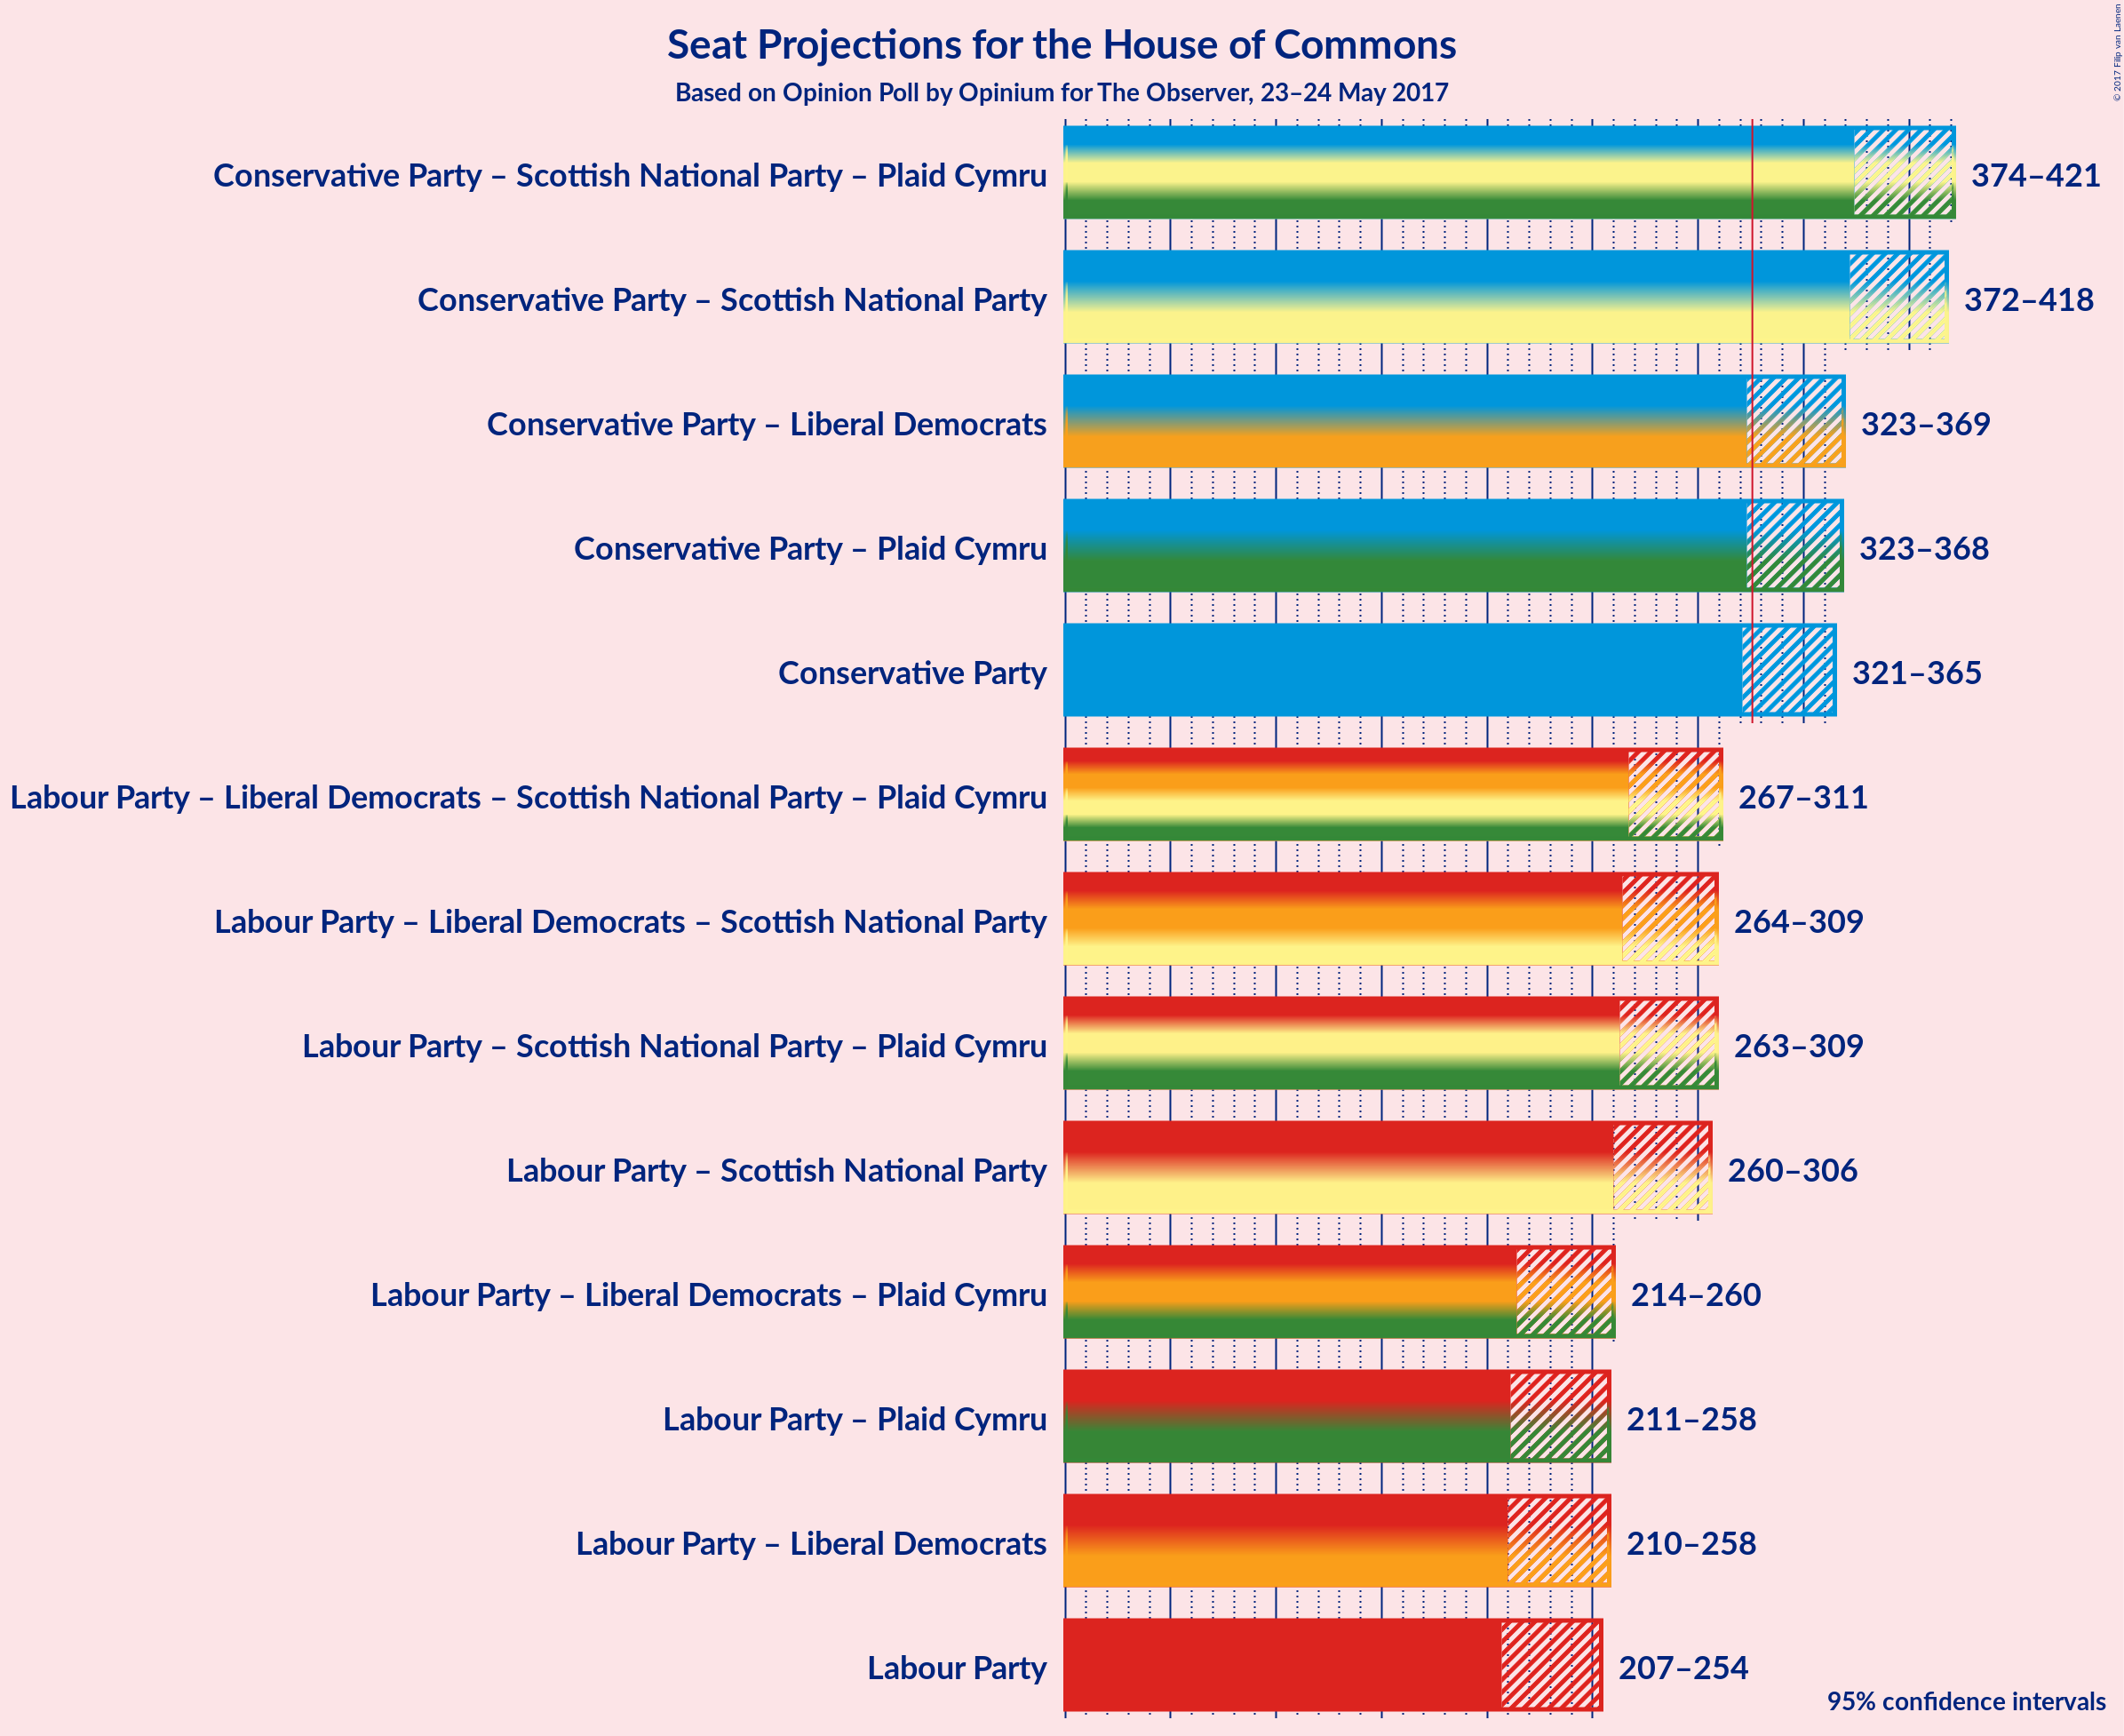 Seat Projections for the House of Commons
Based on Opinion Poll by Opinium for The Observer, 23–24 May 2017
© 2017 Filip van Laenen
Conservative Party – Scottish National Party – Plaid Cymru 374–421
Conservative Party – Scottish National Party 372–418
Conservative Party – Liberal Democrats 323–369
Conservative Party – Plaid Cymru 323–368
Conservative Party 321–365
Labour Party – Liberal Democrats – Scottish National Party – Plaid Cymru 267–311
Labour Party – Liberal Democrats – Scottish National Party 264–309
Labour Party – Scottish National Party – Plaid Cymru 263–309
Labour Party – Scottish National Party 260–306
Labour Party – Liberal Democrats – Plaid Cymru 214–260
Labour Party – Plaid Cymru 211–258
Labour Party – Liberal Democrats 210–258
Labour Party 207–254
95% confidence intervals